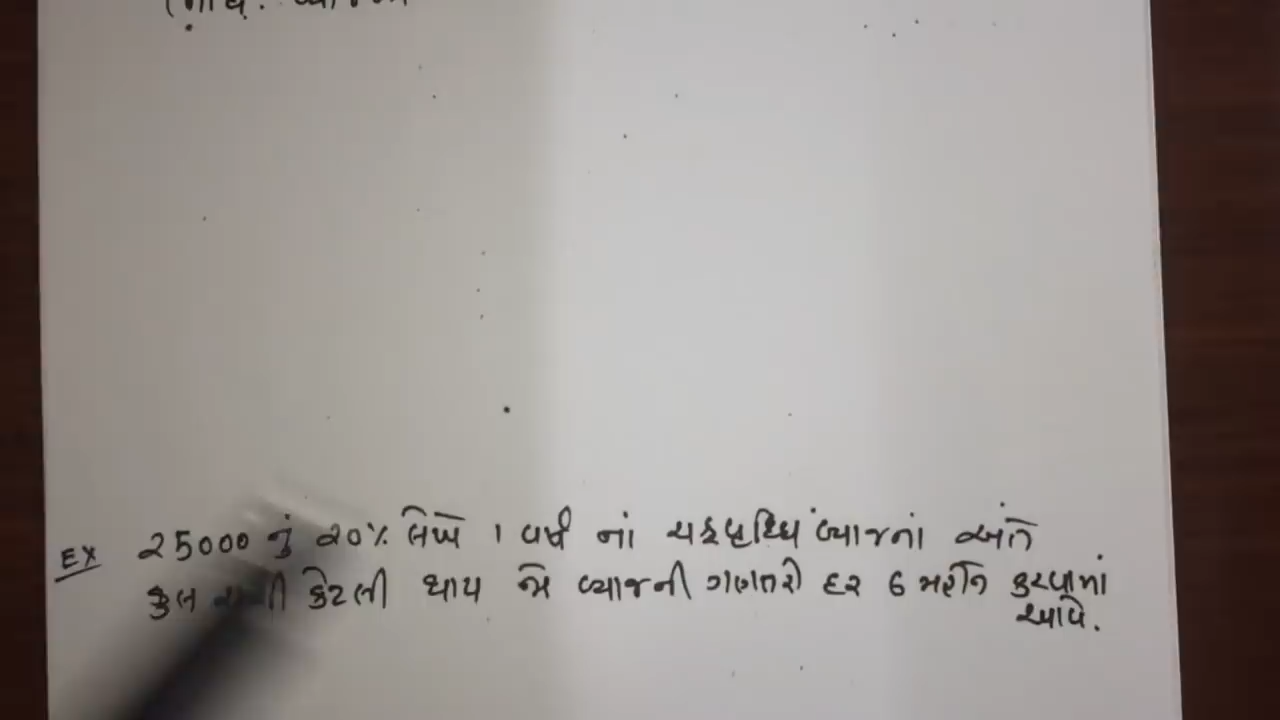 EX 25000 નું 20% લેખે 1 વર્ષ નાં ચક્રવૃદ્ધિ વ્યાજનાં અંતે
કુલ કેટલી થાય જો વ્યાજની ગણતરી દર 6 મહીને કરવામાં
આવે.